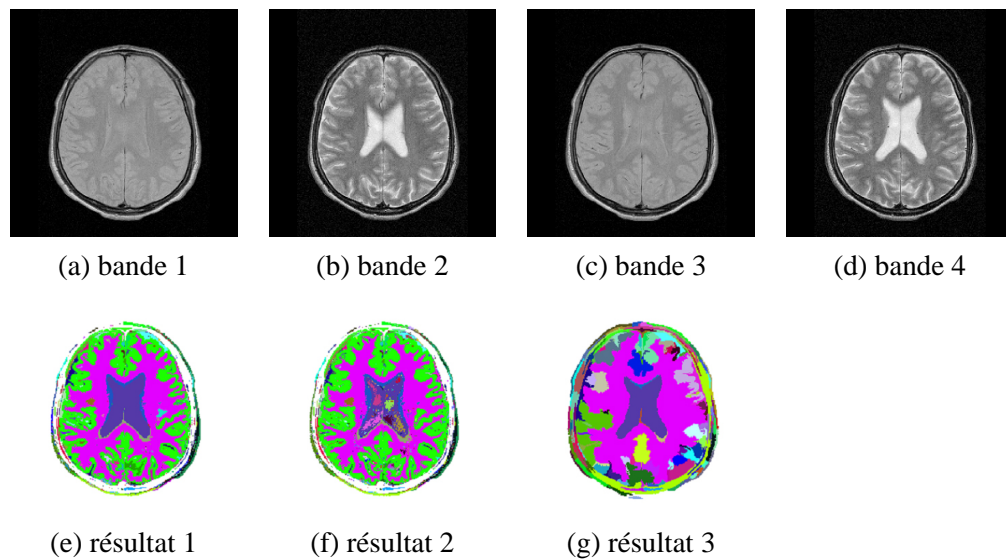 (a) bande 1
(b) bande 2
(c) bande 3
(d) bande 4
(e) résultat 1
(f) résultat 2
(g) résultat 3